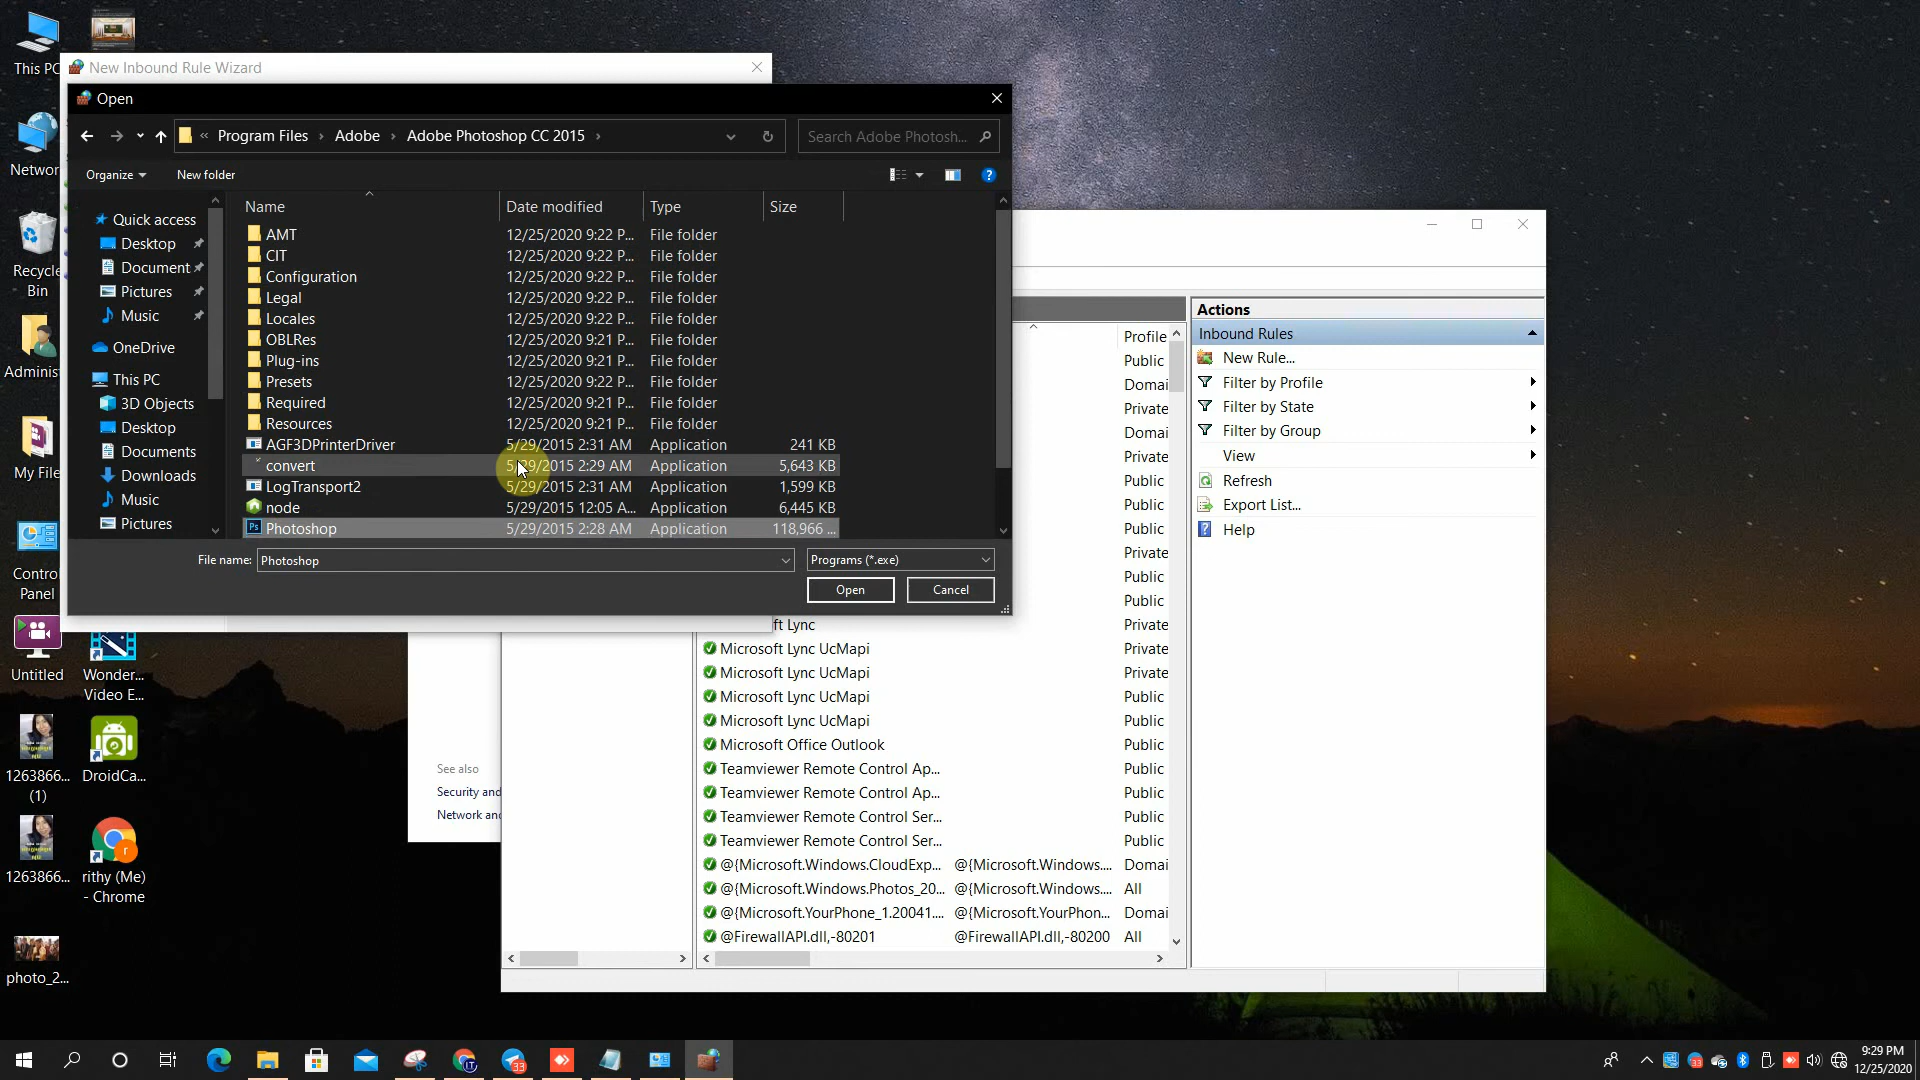 This PC
Network
Recycle
Bin
Adminis
My File
Control
Panel
Untitled
Wonder...
Video E...
1263866...
(1)
DroidCa...
1263866...
rithy (Me)
- Chrome
photo_2...
New Inbound Rule Wizard
Open
« Program Files › Adobe › Adobe Photoshop CC 2015 ›
Search Adobe Photosh...
Organize
New folder
Quick access
Desktop
Document
Pictures
Music
OneDrive
This PC
3D Objects
Desktop
Documents
Downloads
Music
Pictures
Name Date modified Type Size
AMT 12/25/2020 9:22 P... File folder
CIT 12/25/2020 9:22 P... File folder
Configuration 12/25/2020 9:22 P... File folder
Legal 12/25/2020 9:22 P... File folder
Locales 12/25/2020 9:22 P... File folder
OBLRes 12/25/2020 9:21 P... File folder
Plug-ins 12/25/2020 9:21 P... File folder
Presets 12/25/2020 9:22 P... File folder
Required 12/25/2020 9:21 P... File folder
Resources 12/25/2020 9:21 P... File folder
AGF3DPrinterDriver 5/29/2015 2:31 AM Application 241 KB
convert 5/29/2015 2:29 AM Application 5,643 KB
LogTransport2 5/29/2015 2:31 AM Application 1,599 KB
node 5/29/2015 12:05 A... Application 6,445 KB
Photoshop 5/29/2015 2:28 AM Application 118,966 ...
File name: Photoshop
Programs (*.exe)
Open
Cancel
See also
Security and
Network and
Profile
Public
Domai
Private
Domai
Private
Private
Public
Public
Private
Public
Public
ft Lync Private
Microsoft Lync UcMapi Private
Microsoft Lync UcMapi Private
Microsoft Lync UcMapi Public
Microsoft Lync UcMapi Public
Microsoft Office Outlook Public
Teamviewer Remote Control Ap... Public
Teamviewer Remote Control Ap... Public
Teamviewer Remote Control Ser... Public
Teamviewer Remote Control Ser... Public
@{Microsoft.Windows.CloudExp... @{Microsoft.Windows.... Domai
@{Microsoft.Windows.Photos_20... @{Microsoft.Windows.... All
@{Microsoft.YourPhone_1.20041.... @{Microsoft.YourPhon... Domai
@FirewallAPI.dll,-80201 @FirewallAPI.dll,-80200 All
Actions
Inbound Rules
New Rule...
Filter by Profile
Filter by State
Filter by Group
View
Refresh
Export List...
Help
9:29 PM
12/25/2020